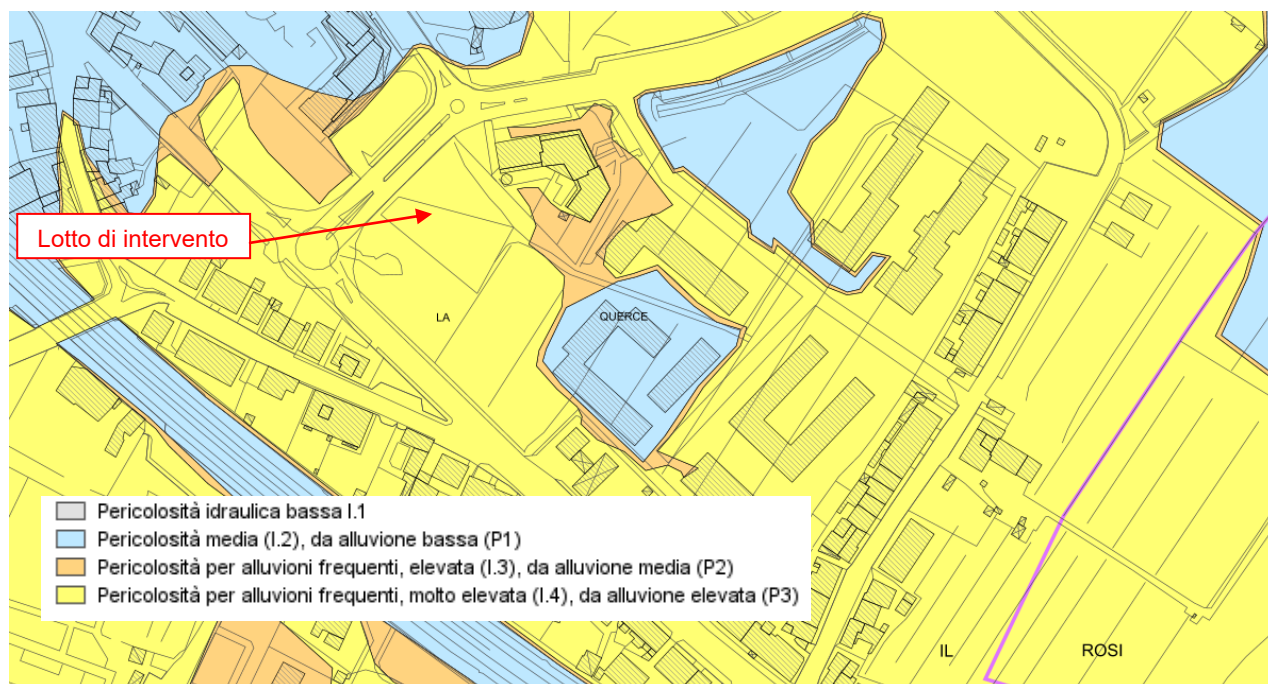 Lotto di intervento
LA
QUERCE
Pericolosità idraulica bassa I.1
Pericolosità media (I.2), da alluvione bassa (P1)
Pericolosità per alluvioni frequenti, elevata (I.3), da alluvione media (P2)
Pericolosità per alluvioni frequenti, molto elevata (I.4), da alluvione elevata (P3)
IL
ROSI